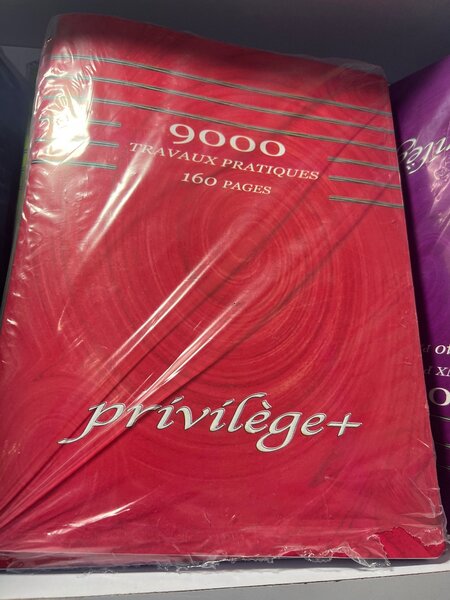 9000
TRAVAUX PRATIQUES
160 PAGES
privilège+